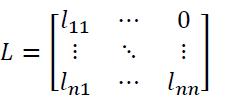 L = [ l₁₁ ⋯ 0
⋮ ⋱ ⋮
lₙ₁ ⋯ lₙₙ ]